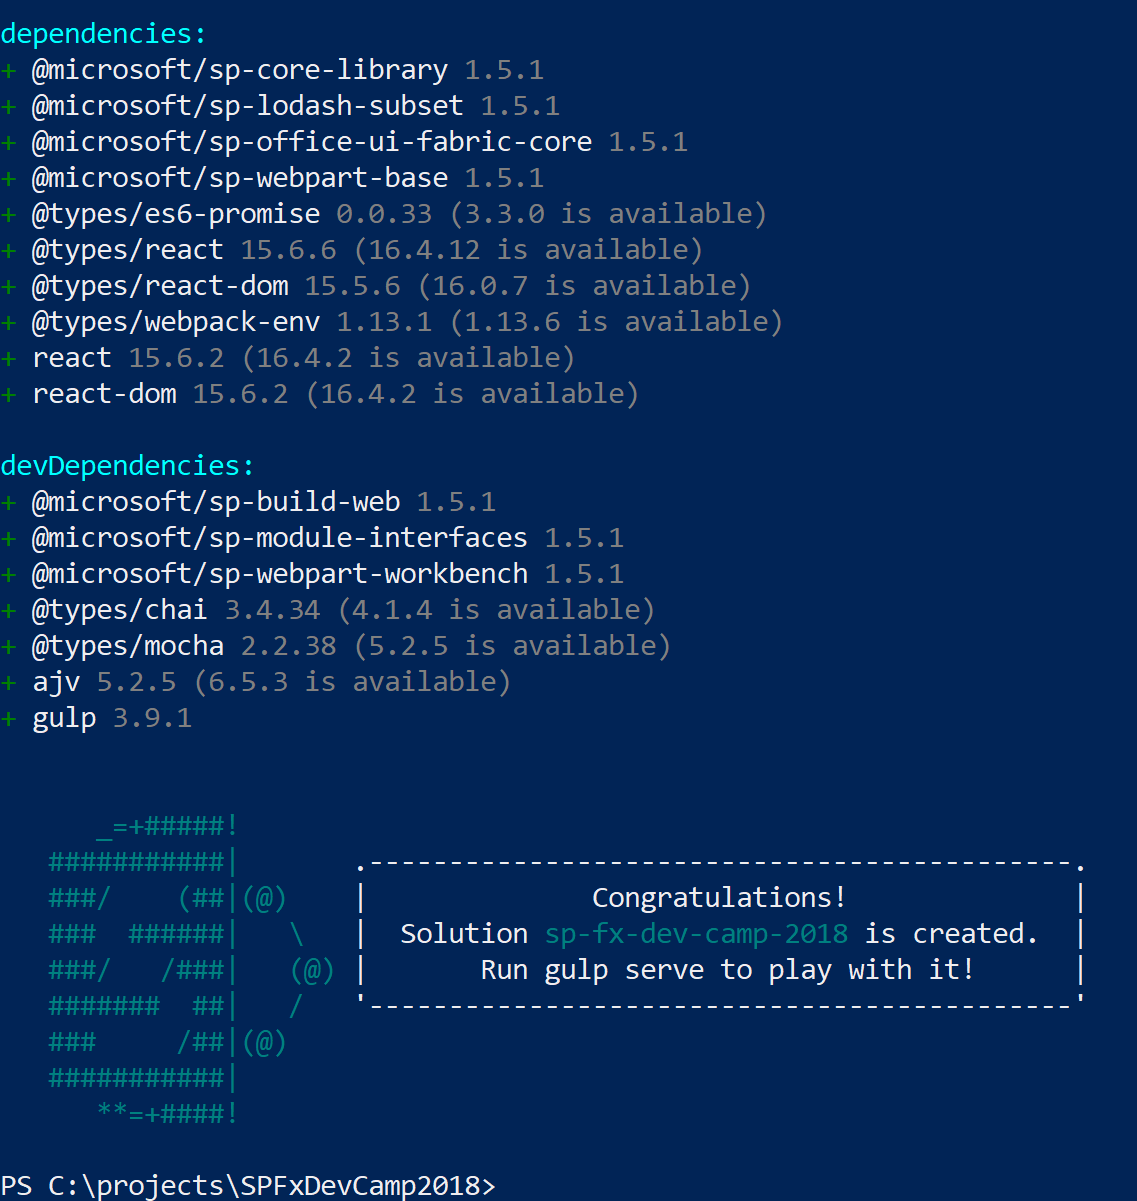 dependencies:
+ @microsoft/sp-core-library 1.5.1
+ @microsoft/sp-lodash-subset 1.5.1
+ @microsoft/sp-office-ui-fabric-core 1.5.1
+ @microsoft/sp-webpart-base 1.5.1
+ @types/es6-promise 0.0.33 (3.3.0 is available)
+ @types/react 15.6.6 (16.4.12 is available)
+ @types/react-dom 15.5.6 (16.0.7 is available)
+ @types/webpack-env 1.13.1 (1.13.6 is available)
+ react 15.6.2 (16.4.2 is available)
+ react-dom 15.6.2 (16.4.2 is available)

devDependencies:
+ @microsoft/sp-build-web 1.5.1
+ @microsoft/sp-module-interfaces 1.5.1
+ @microsoft/sp-webpart-workbench 1.5.1
+ @types/chai 3.4.34 (4.1.4 is available)
+ @types/mocha 2.2.38 (5.2.5 is available)
+ ajv 5.2.5 (6.5.3 is available)
+ gulp 3.9.1

      _=+#####!
   ###########|       .--------------------------------------------.
   ###/    (##|(@)    |              Congratulations!              |
   ###  ######|   \   |  Solution sp-fx-dev-camp-2018 is created.  |
   ###/   /###|   (@) |       Run gulp serve to play with it!      |
   #######  ##|   /   '--------------------------------------------'
   ###     /##|(@)
   ###########|
      **=+####!

PS C:\projects\SPFxDevCamp2018>